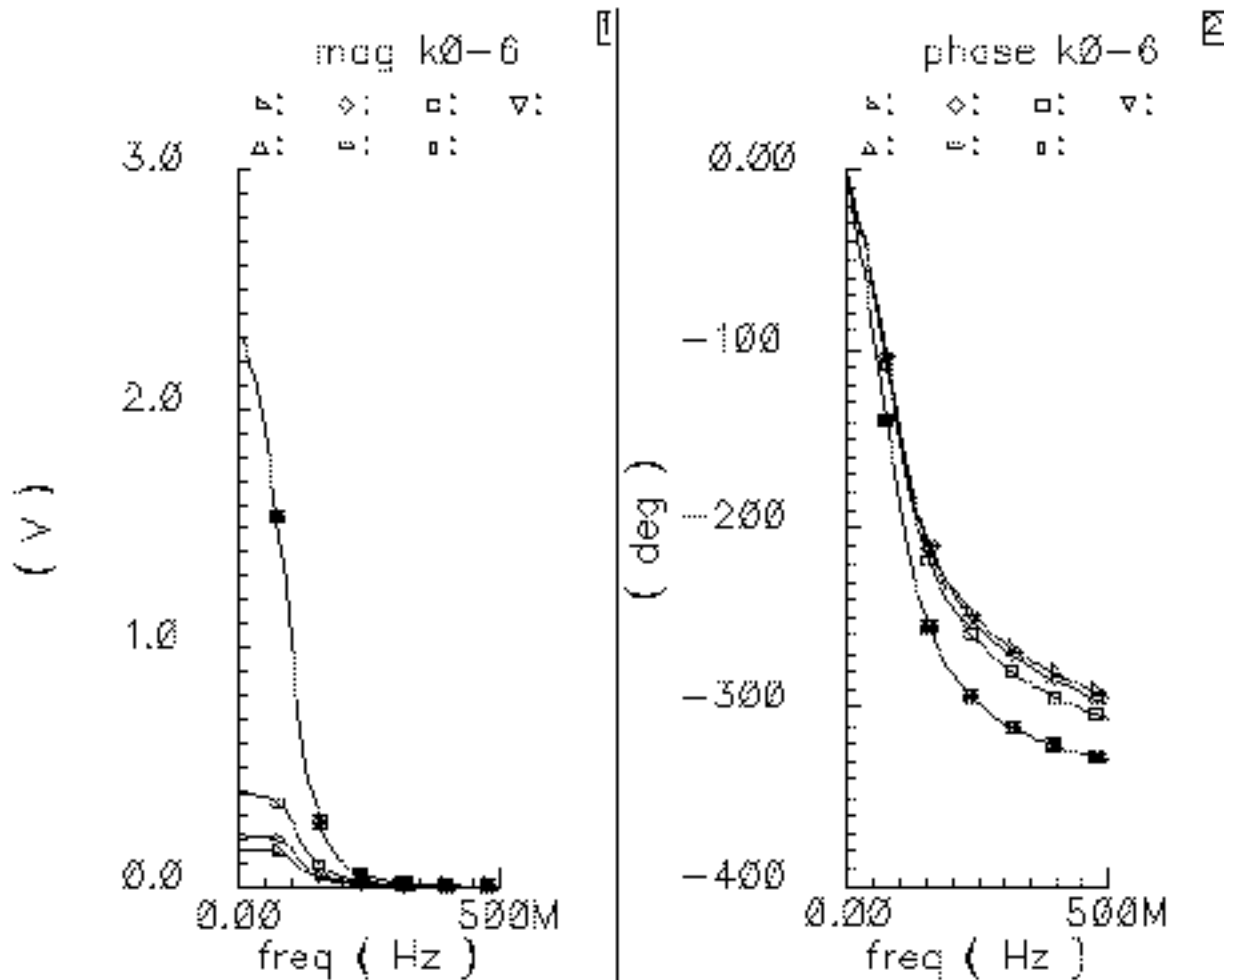 1
mag k0-6
3.0
2.0
1.0
0.0
( V )
0.00 500M
freq ( Hz )
2
phase k0-6
0.00
-100
-200
-300
-400
( deg )
0.00 500M
freq ( Hz )